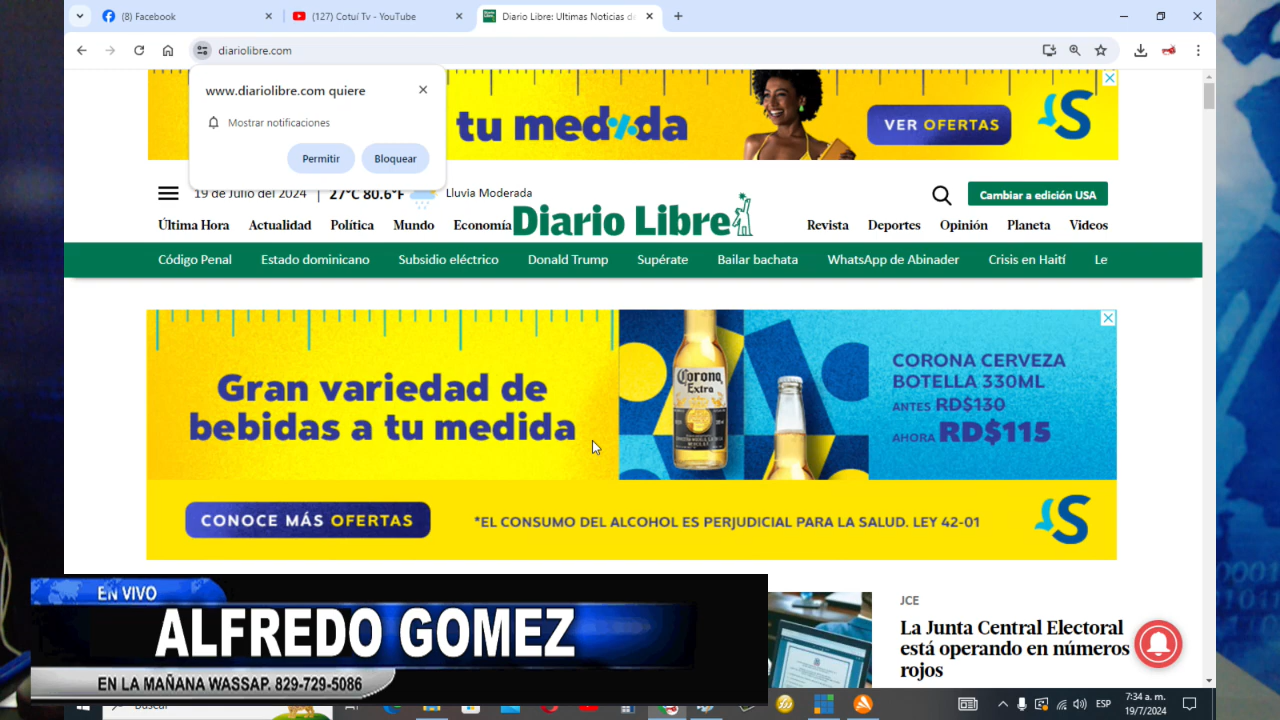 (8) Facebook
(127) Cotuí Tv - YouTube
Diario Libre: Ultimas Noticias de
diariolibre.com
www.diariolibre.com quiere
Mostrar notificaciones
Permitir
Bloquear
tu medida
VER OFERTAS
S
19 de Julio del 2024
27°C 80.6°F
Lluvia Moderada
Cambiar a edición USA
Última Hora
Actualidad
Política
Mundo
Economía
Diario Libre
Revista
Deportes
Opinión
Planeta
Videos
Código Penal
Estado dominicano
Subsidio eléctrico
Donald Trump
Supérate
Bailar bachata
WhatsApp de Abinader
Crisis en Haití
Le
Gran variedad de
bebidas a tu medida
Corona
Extra
CORONA CERVEZA
BOTELLA 330ML
ANTES RD$130
AHORA RD$115
CONOCE MÁS OFERTAS
*EL CONSUMO DEL ALCOHOL ES PERJUDICIAL PARA LA SALUD. LEY 42-01
S
JCE
La Junta Central Electoral
está operando en números
rojos
EN VIVO
ALFREDO GOMEZ
EN LA MAÑANA WASSAP. 829-729-5086
ESP
7:34 a. m.
19/7/2024